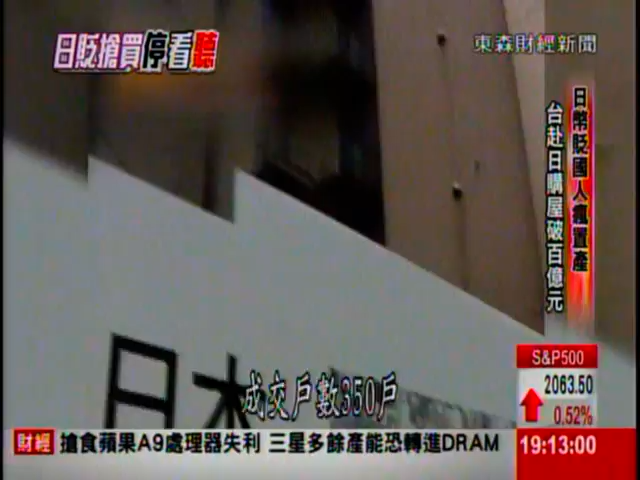 日貶搶買停看聽
東森財經新聞
日幣貶國人瘋置產
台赴日購屋破百億元
日本
成交戶數350戶
S&P500
2063.50
0.52%
財經 搶食蘋果A9處理器失利 三星多餘產能恐轉進DRAM
19:13:00